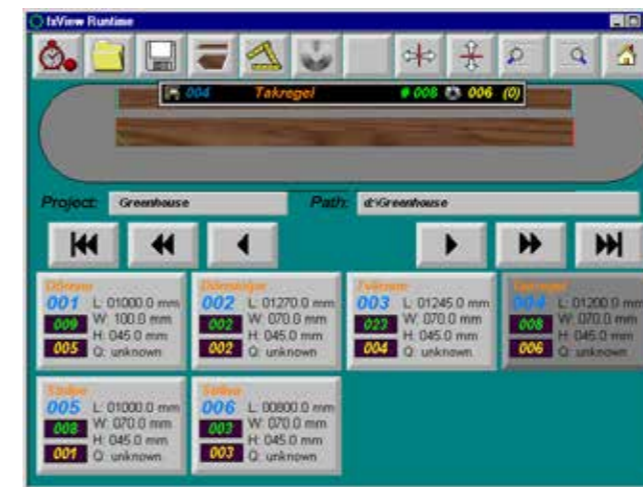 fxView Runtime
004 Takregel # 008 006 (0)
Project: Greenhouse Path: d:\Greenhouse
001 L: 01000.0 mm
009 W: 100.0 mm
H: 045.0 mm
005 Q: unknown
002 L: 01270.0 mm
002 W: 070.0 mm
H: 045.0 mm
002 Q: unknown
003 L: 01245.0 mm
023 W: 070.0 mm
H: 045.0 mm
004 Q: unknown
Takregel
004 L: 01200.0 mm
008 W: 070.0 mm
H: 045.0 mm
006 Q: unknown
005 L: 01000.0 mm
008 W: 070.0 mm
H: 045.0 mm
001 Q: unknown
006 L: 00800.0 mm
003 W: 070.0 mm
H: 045.0 mm
003 Q: unknown